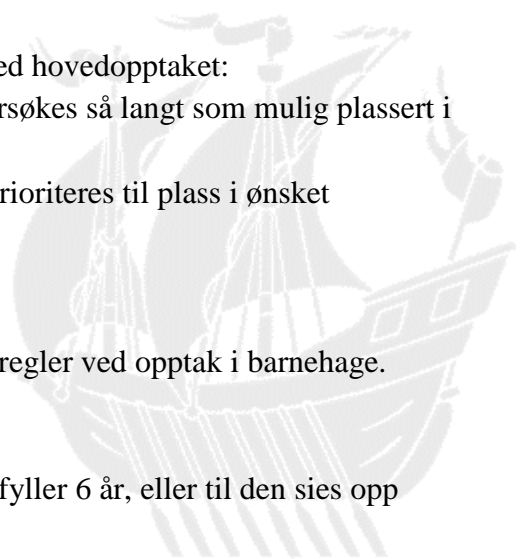 ed hovedopptaket:
rsøkes så langt som mulig plassert i
rioriteres til plass i ønsket
regler ved opptak i barnehage.
fyller 6 år, eller til den sies opp